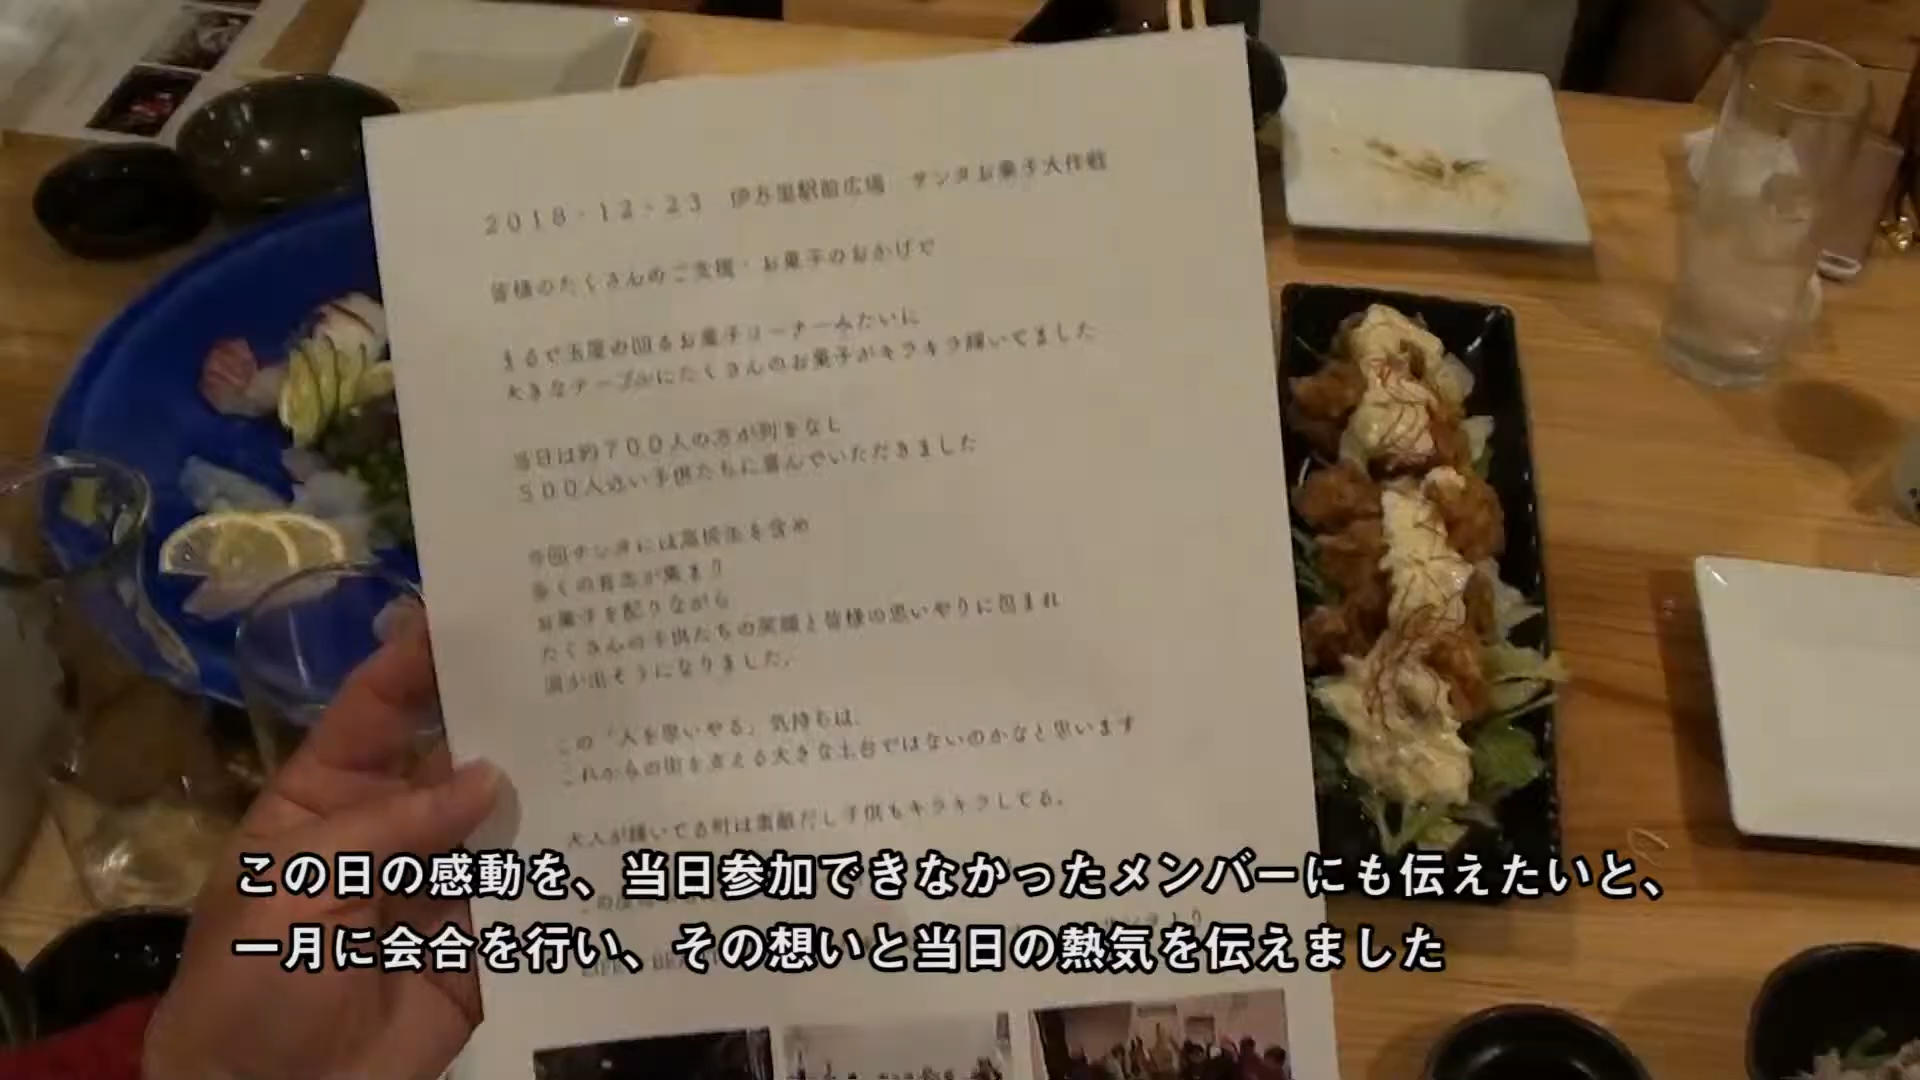 2018・12・23　伊万里駅前広場　サンタお菓子大作戦
皆様のたくさんのご支援・お菓子のおかげで
まるで玉屋の回るお菓子コーナーみたいに
大きなテーブルにたくさんのお菓子がキラキラ輝いてました
当日は約700人の方が列をなし
500人近い子供たちに喜んでいただきました
今回サンタには高校生を含め
多くの有志が集まり
お菓子を配りながら
たくさんの子供たちの笑顔と皆様の思いやりに包まれ
涙が出そうになりました。
この「人を思いやる」気持ちは、
これからの街を支える大きな土台ではないのかなと思います
大人が輝いてる町は素敵だし子供もキラキラしてる。
この日の感動を、当日参加できなかったメンバーにも伝えたいと、
一月に会合を行い、その想いと当日の熱気を伝えました